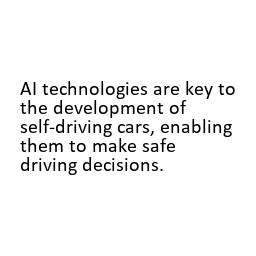 AI technologies are key to
the development of
self-driving cars, enabling
them to make safe
driving decisions.